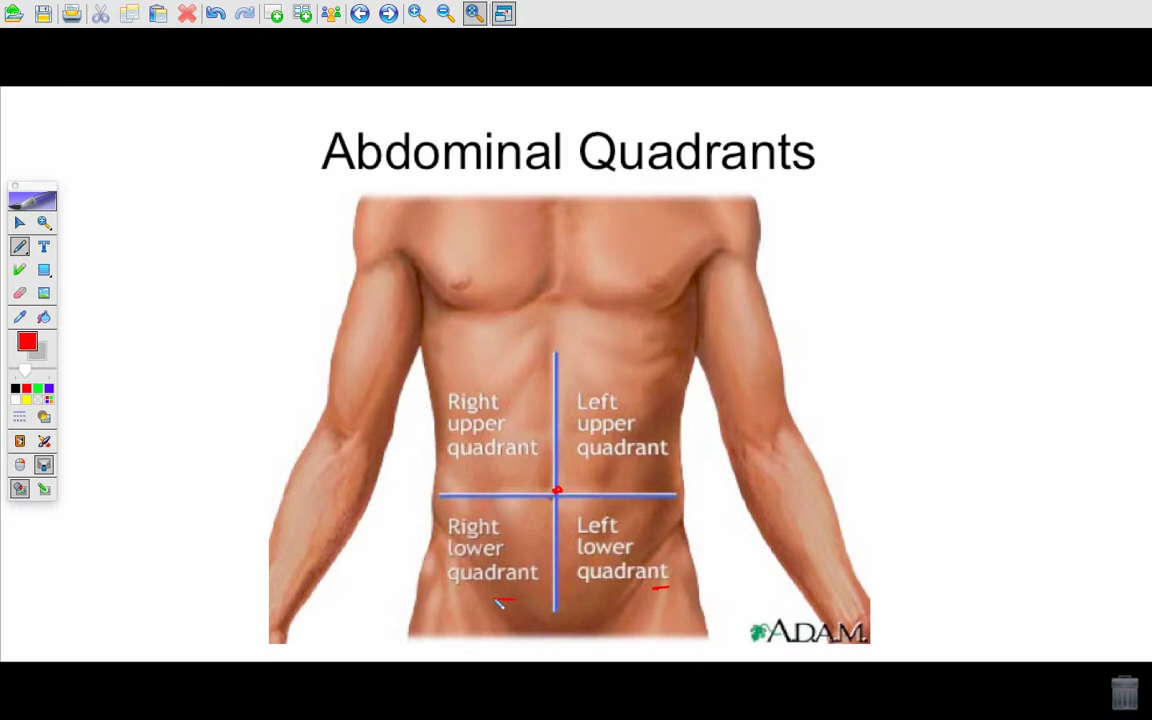 Abdominal Quadrants
Right
upper
quadrant
Left
upper
quadrant
Right
lower
quadrant
Left
lower
quadrant
A.D.A.M.
T